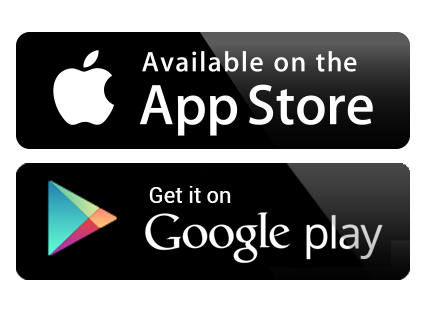 Available on the
App Store
Get it on
Google play